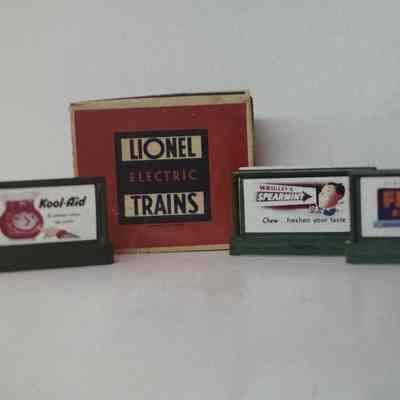 Kool-Aid
LIONEL
ELECTRIC
TRAINS
WRIGLEY'S
SPEARMINT
Chew freshen your taste